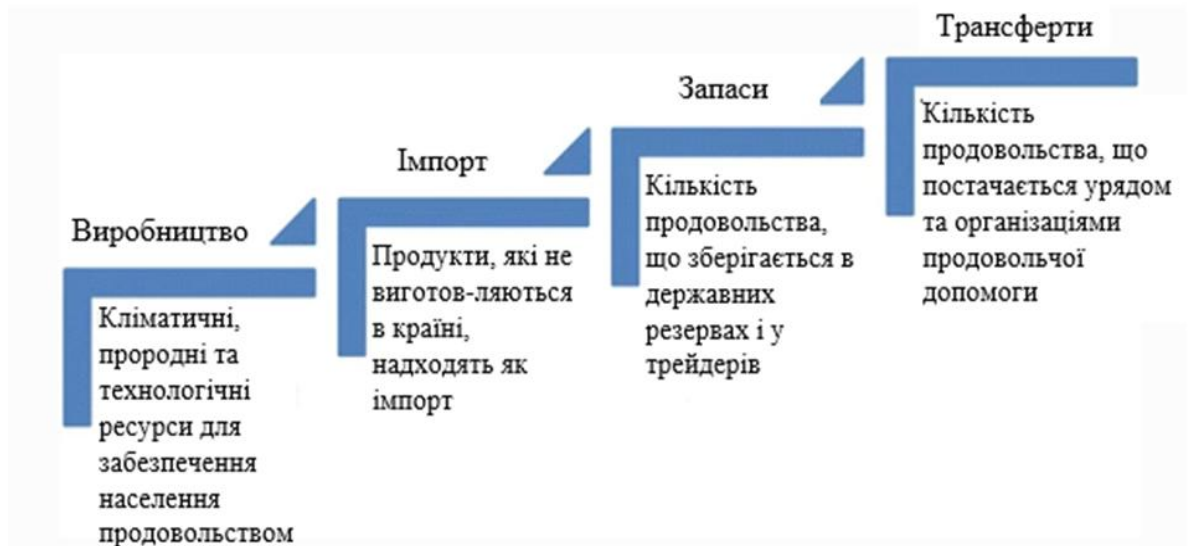 Виробництво
Кліматичні,
прородні та
технологічні
ресурси для
забезпечення
населення
продовольством
Імпорт
Продукти, які не
виготов-ляються
в країні,
надходять як
імпорт
Запаси
Кількість
продовольства,
що зберігається в
державних
резервах і у
трейдерів
Трансферти
Кількість
продовольства, що
постачається урядом
та організаціями
продовольчої
допомоги